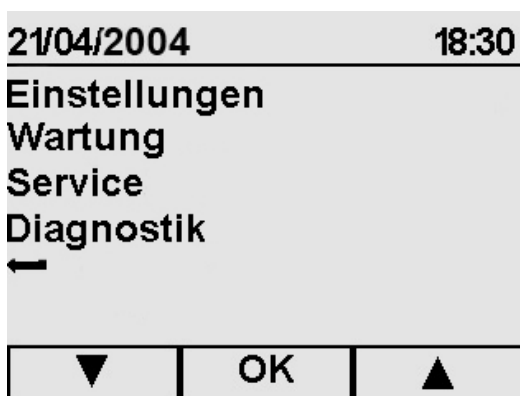 21/04/2004 18:30
Einstellungen
Wartung
Service
Diagnostik
←
▼ OK ▲